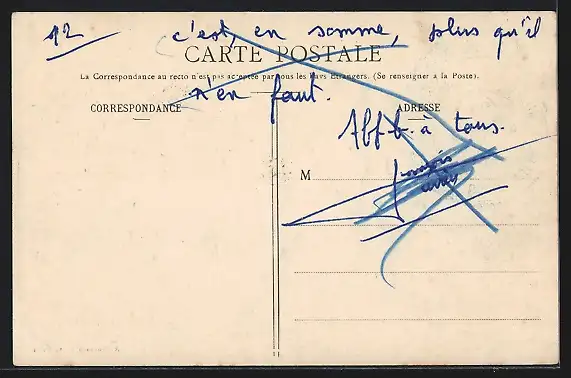 12 c'est, en somme, plus qu'il
CARTE POSTALE
La Correspondance au recto n'est pas acceptée par tous les Pays Etrangers. (Se renseigner à la Poste).
n'en faut.
CORRESPONDANCE
ADRESSE
à tous.
M